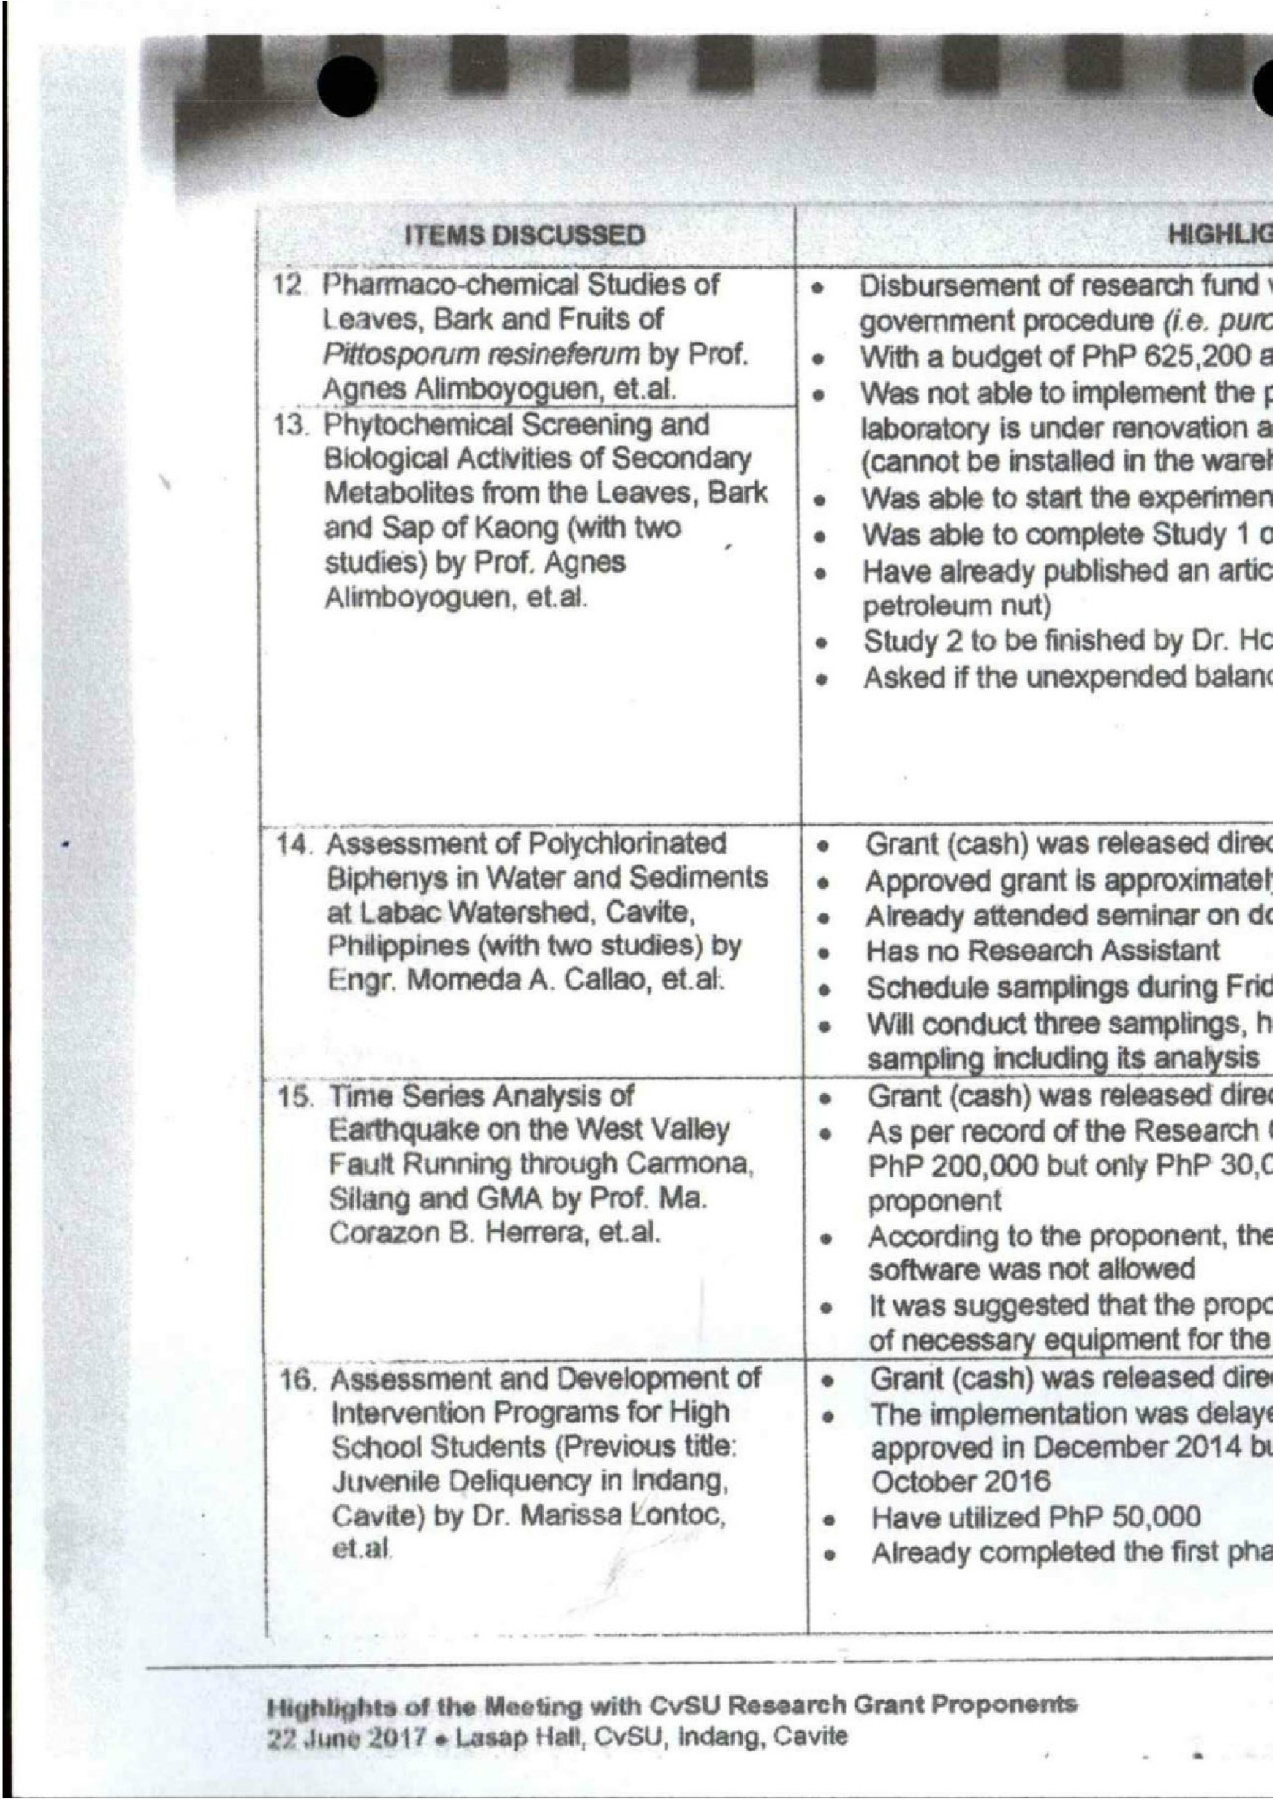 ITEMS DISCUSSED
12. Pharmaco-chemical Studies of
Leaves, Bark and Fruits of
Pittosporum resineferum by Prof.
Agnes Alimboyoguen, et.al.
13. Phytochemical Screening and
Biological Activities of Secondary
Metabolites from the Leaves, Bark
and Sap of Kaong (with two
studies) by Prof. Agnes
Alimboyoguen, et.al.
14. Assessment of Polychlorinated
Biphenys in Water and Sediments
at Labac Watershed, Cavite,
Philippines (with two studies) by
Engr. Momeda A. Callao, et.al.
15. Time Series Analysis of
Earthquake on the West Valley
Fault Running through Carmona,
Silang and GMA by Prof. Ma.
Corazon B. Herrera, et.al.
16. Assessment and Development of
Intervention Programs for High
School Students (Previous title:
Juvenile Deliquency in Indang,
Cavite) by Dr. Marissa Lontoc,
et.al.
HIGHLIG
• Disbursement of research fund
government procedure (i.e. purc
• With a budget of PhP 625,200 a
• Was not able to implement the p
laboratory is under renovation a
(cannot be installed in the wareh
• Was able to start the experimen
• Was able to complete Study 1 o
• Have already published an artic
petroleum nut)
• Study 2 to be finished by Dr. Ho
• Asked if the unexpended balanc
• Grant (cash) was released direc
• Approved grant is approximatel
• Already attended seminar on do
• Has no Research Assistant
• Schedule samplings during Frid
• Will conduct three samplings, h
sampling including its analysis
• Grant (cash) was released direc
• As per record of the Research
PhP 200,000 but only PhP 30,0
proponent
• According to the proponent, the
software was not allowed
• It was suggested that the propo
of necessary equipment for the
• Grant (cash) was released direc
• The implementation was delaye
approved in December 2014 bu
October 2016
• Have utilized PhP 50,000
• Already completed the first pha
Highlights of the Meeting with CvSU Research Grant Proponents
22 June 2017 • Lasap Hall, CvSU, Indang, Cavite